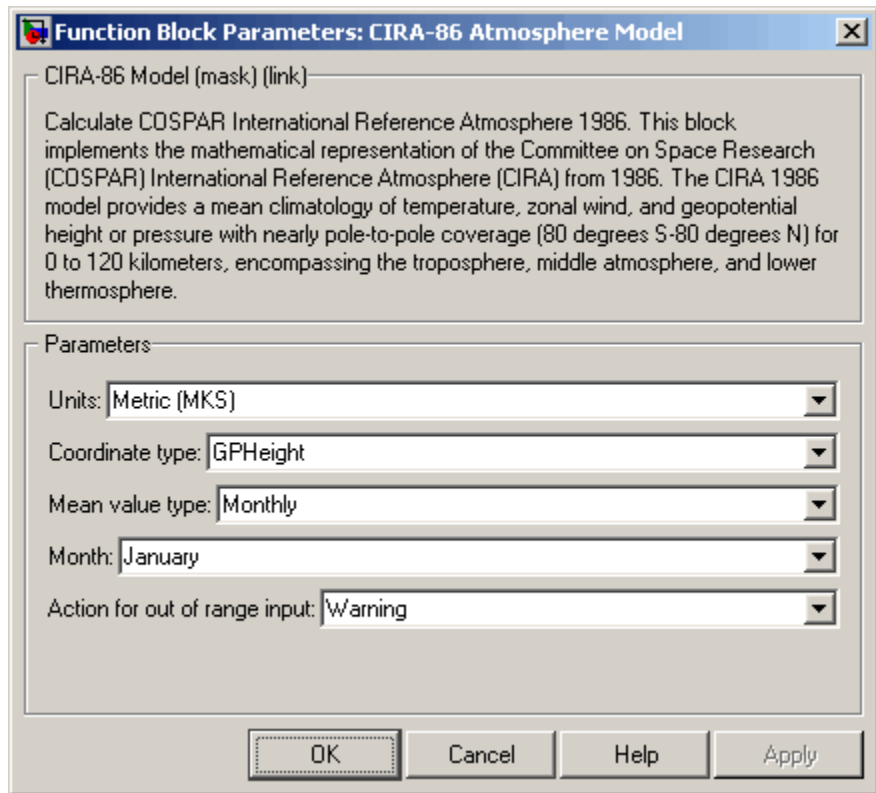 Function Block Parameters: CIRA-86 Atmosphere Model
CIRA-86 Model (mask) (link)
Calculate COSPAR International Reference Atmosphere 1986. This block
implements the mathematical representation of the Committee on Space Research
(COSPAR) International Reference Atmosphere (CIRA) from 1986. The CIRA 1986
model provides a mean climatology of temperature, zonal wind, and geopotential
height or pressure with nearly pole-to-pole coverage (80 degrees S-80 degrees N) for
0 to 120 kilometers, encompassing the troposphere, middle atmosphere, and lower
thermosphere.
Parameters
Units: Metric (MKS)
Coordinate type: GPHeight
Mean value type: Monthly
Month: January
Action for out of range input: Warning
OK Cancel Help Apply